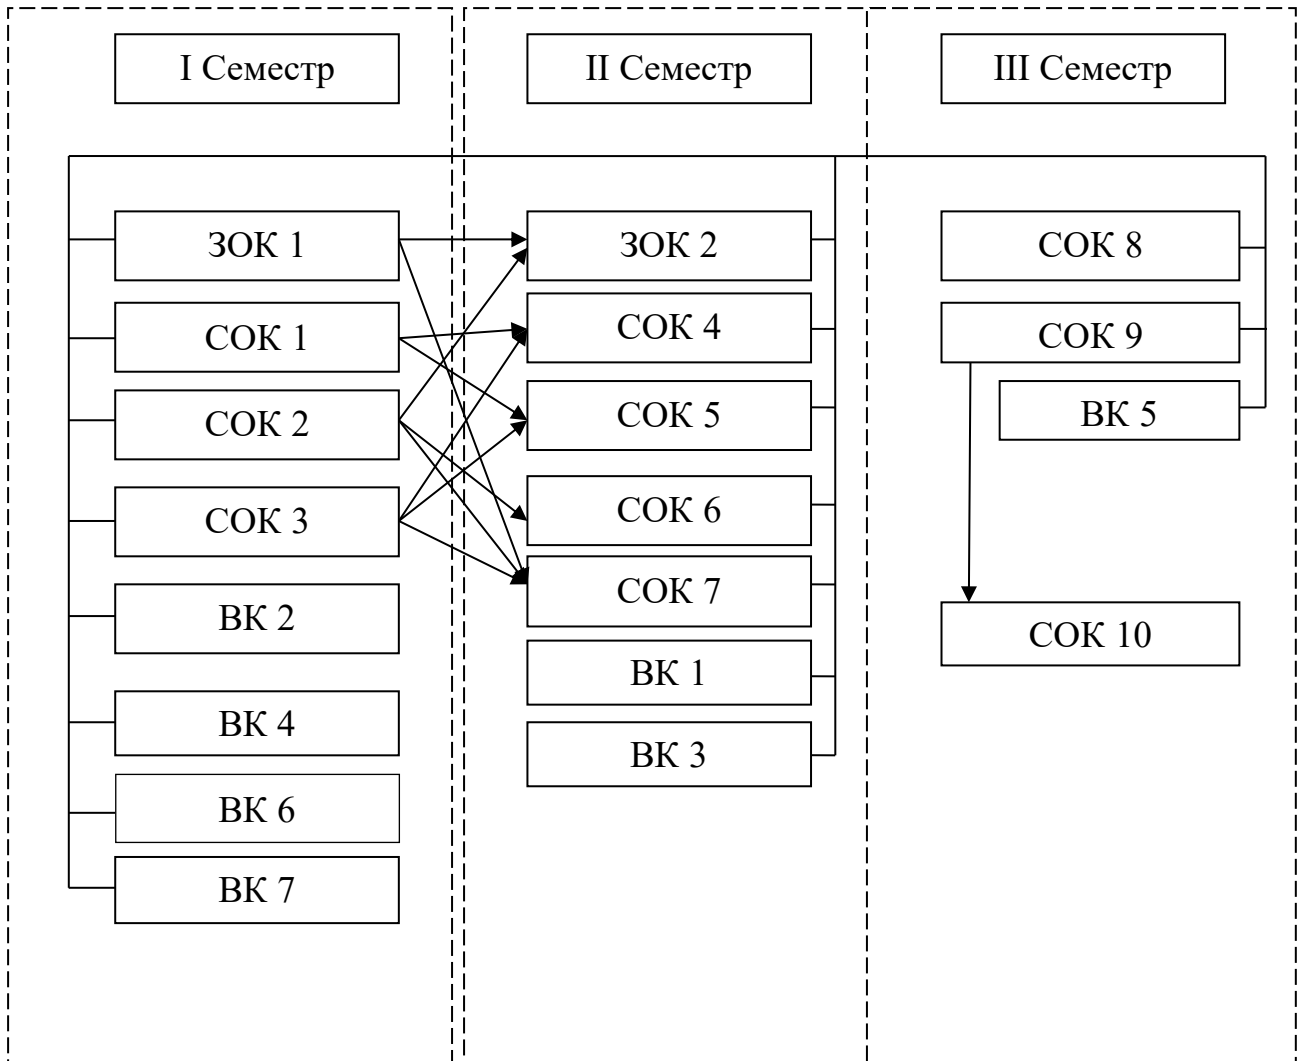 I Семестр
II Семестр
III Семестр
ЗОК 1
СОК 1
СОК 2
СОК 3
ВК 2
ВК 4
ВК 6
ВК 7
ЗОК 2
СОК 4
СОК 5
СОК 6
СОК 7
ВК 1
ВК 3
СОК 8
СОК 9
ВК 5
СОК 10